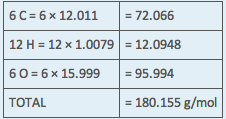 6 C = 6 × 12.011 = 72.066
12 H = 12 × 1.0079 = 12.0948
6 O = 6 × 15.999 = 95.994
TOTAL = 180.155 g/mol